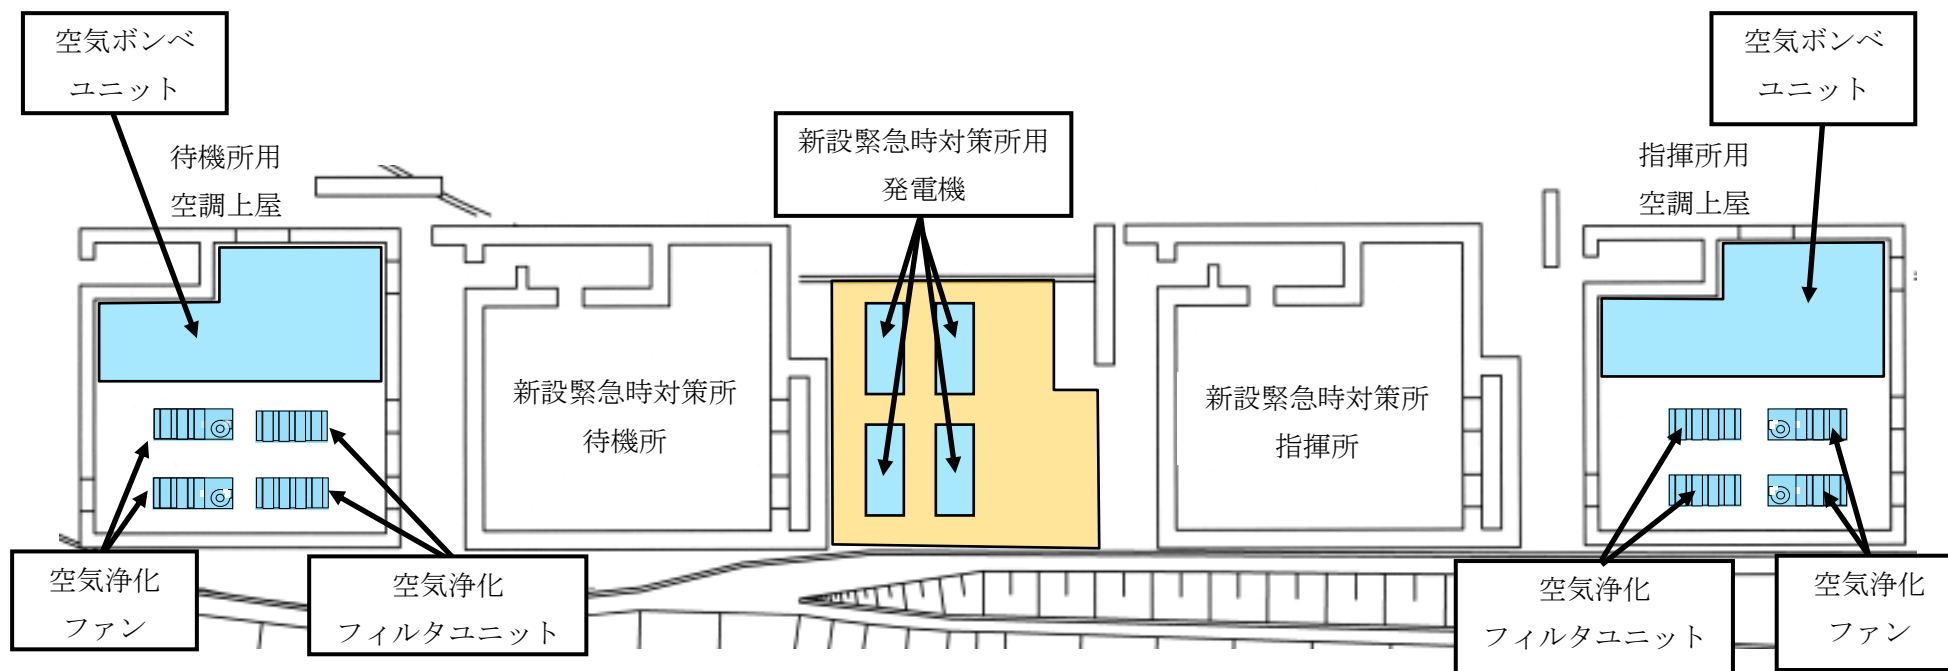 空気ボンベ
ユニット
空気ボンベ
ユニット
新設緊急時対策所用
発電機
待機所用
空調上屋
指揮所用
空調上屋
新設緊急時対策所
待機所
新設緊急時対策所
指揮所
空気浄化
ファン
空気浄化
フィルタユニット
空気浄化
フィルタユニット
空気浄化
ファン